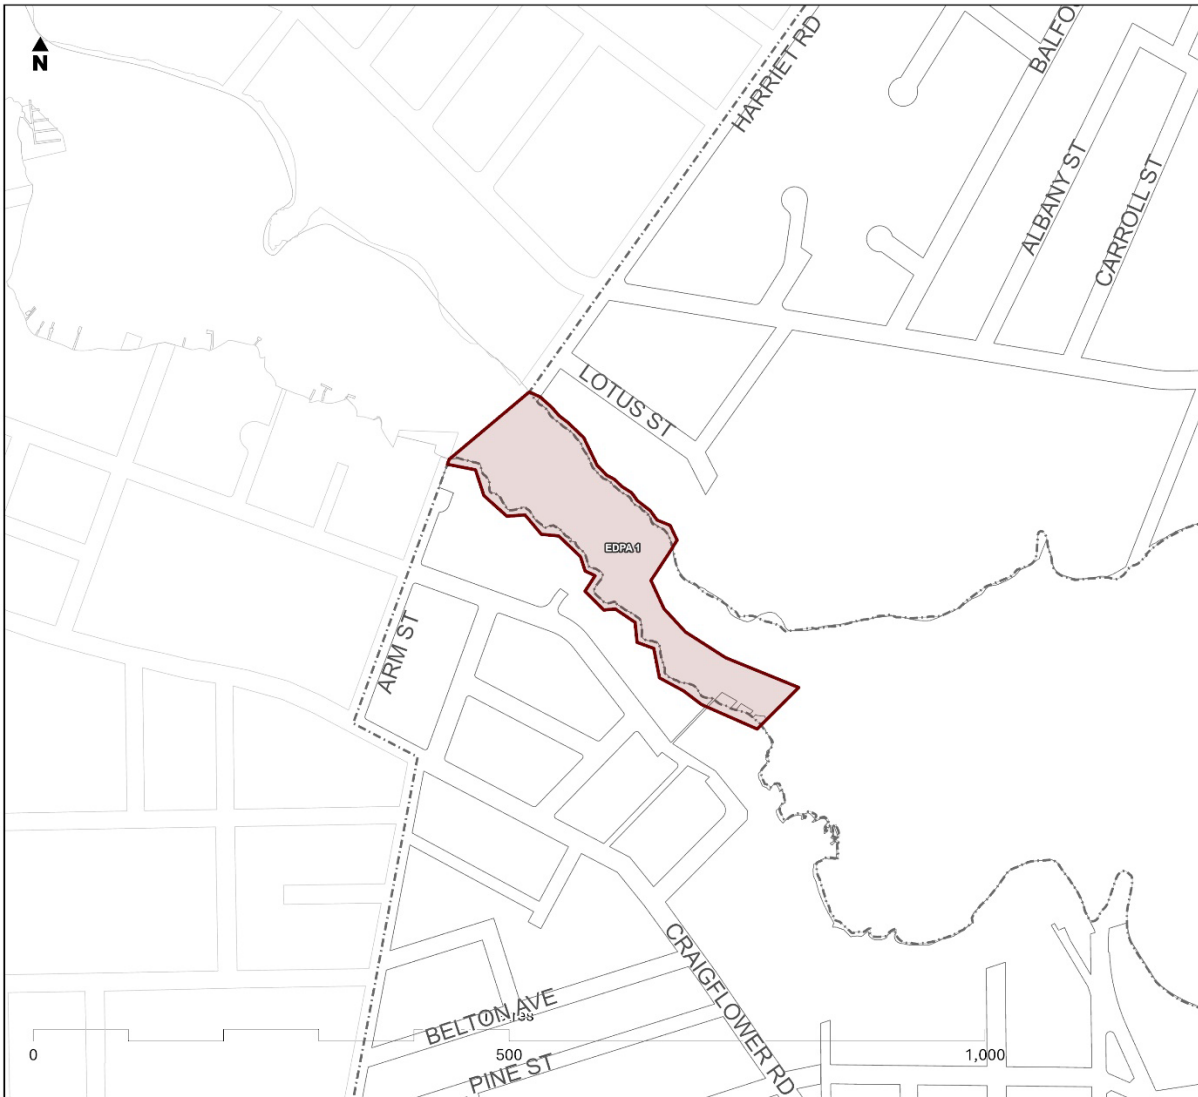 N
HARRIET RD
BALFO
ALBANY ST
CARROLL ST
LOTUS ST
EDPA 1
ARM ST
CRAIGFLOWER RD
BELTON AVE
0
500
1,000
PINE ST